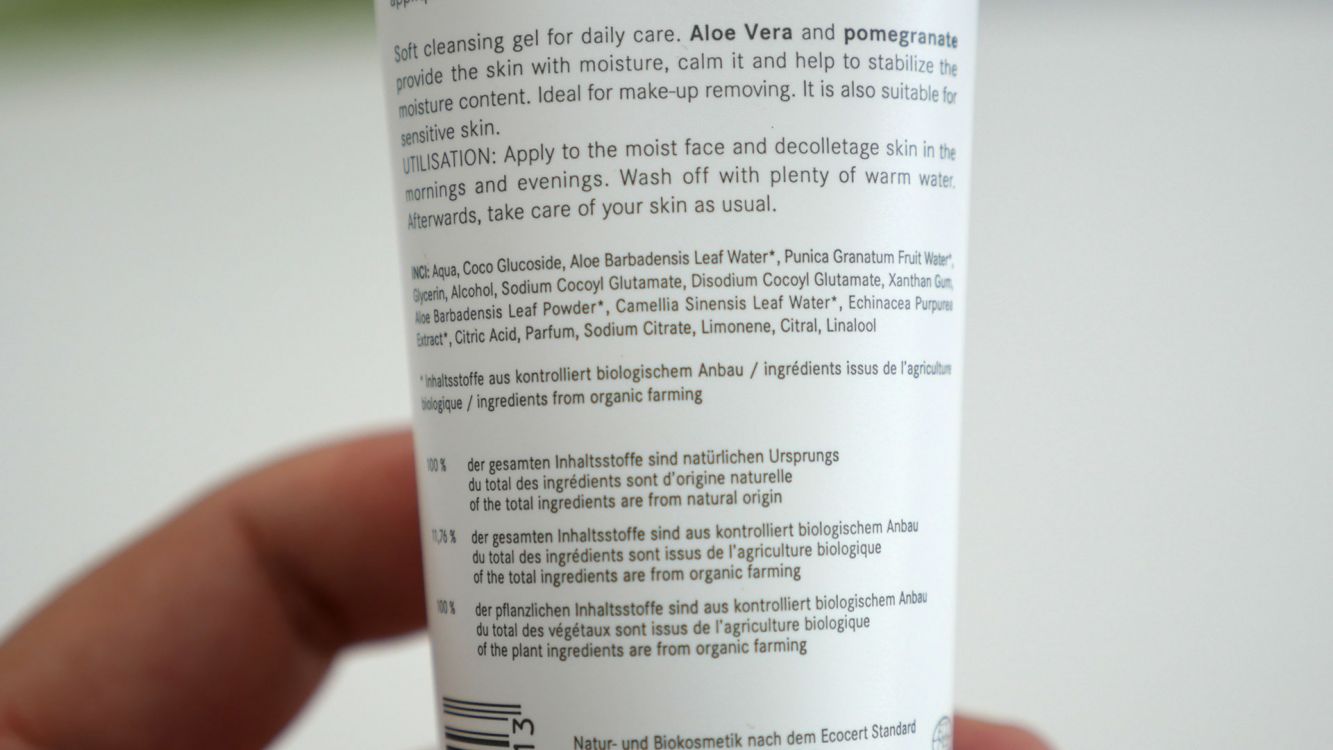 Soft cleansing gel for daily care. Aloe Vera and pomegranate
provide the skin with moisture, calm it and help to stabilize the
moisture content. Ideal for make-up removing. It is also suitable for
sensitive skin.
UTILISATION: Apply to the moist face and decolletage skin in the
mornings and evenings. Wash off with plenty of warm water.
Afterwards, take care of your skin as usual.
INCI: Aqua, Coco Glucoside, Aloe Barbadensis Leaf Water*, Punica Granatum Fruit Water*,
Glycerin, Alcohol, Sodium Cocoyl Glutamate, Disodium Cocoyl Glutamate, Xanthan Gum,
Aloe Barbadensis Leaf Powder*, Camellia Sinensis Leaf Water*, Echinacea Purpurea
Extract*, Citric Acid, Parfum, Sodium Citrate, Limonene, Citral, Linalool
* Inhaltsstoffe aus kontrolliert biologischem Anbau / ingrédients issus de l'agriculture
biologique / ingredients from organic farming
100 % der gesamten Inhaltsstoffe sind natürlichen Ursprungs
du total des ingrédients sont d'origine naturelle
of the total ingredients are from natural origin
11,76 % der gesamten Inhaltsstoffe sind aus kontrolliert biologischem Anbau
du total des ingrédients sont issus de l'agriculture biologique
of the total ingredients are from organic farming
100 % der pflanzlichen Inhaltsstoffe sind aus kontrolliert biologischem Anbau
du total des végétaux sont issus de l'agriculture biologique
of the plant ingredients are from organic farming
13
Natur- und Biokosmetik nach dem Ecocert Standard